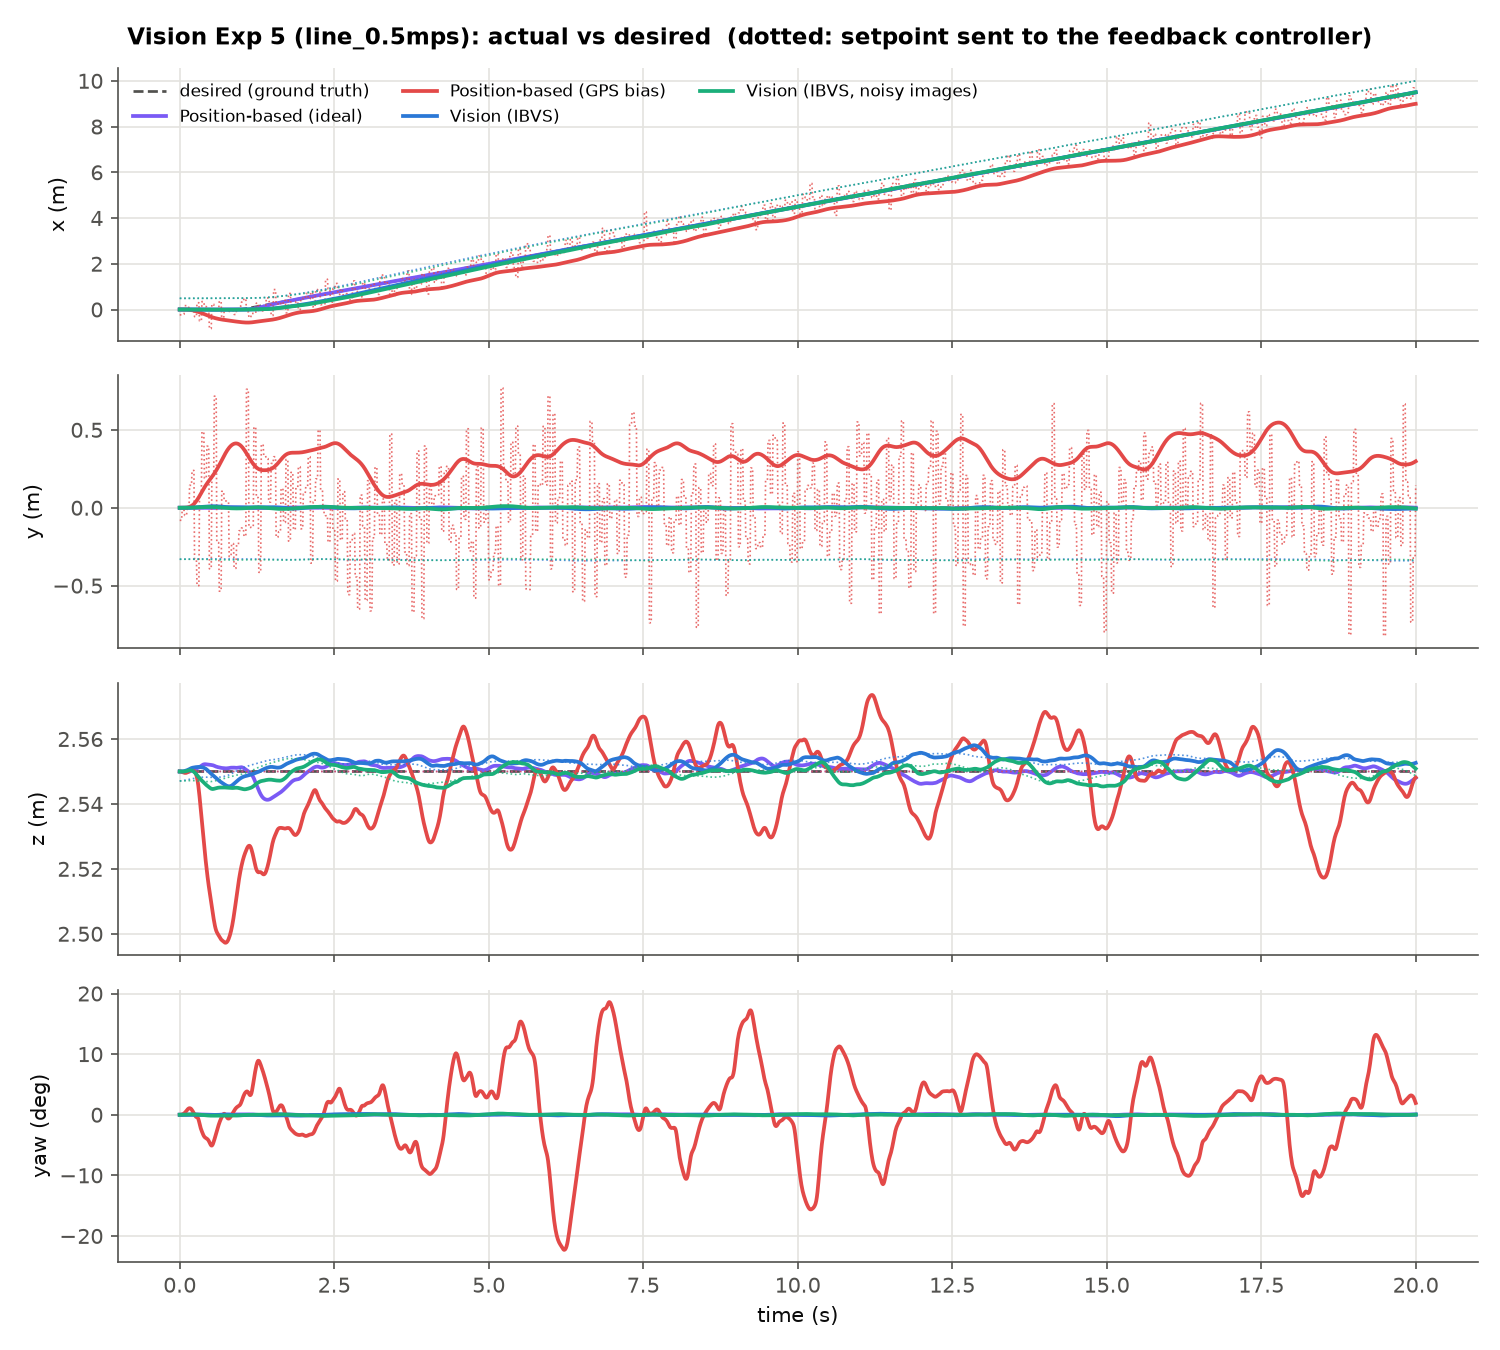 Vision Exp 5 (line_0.5mps): actual vs desired  (dotted: setpoint sent to the feedback controller)
desired (ground truth)
Position-based (ideal)
Position-based (GPS bias)
Vision (IBVS)
Vision (IBVS, noisy images)
x (m)
10
8
6
4
2
0
y (m)
0.5
0.0
−0.5
z (m)
2.56
2.54
2.52
2.50
yaw (deg)
20
10
0
−10
−20
0.0 2.5 5.0 7.5 10.0 12.5 15.0 17.5 20.0
time (s)